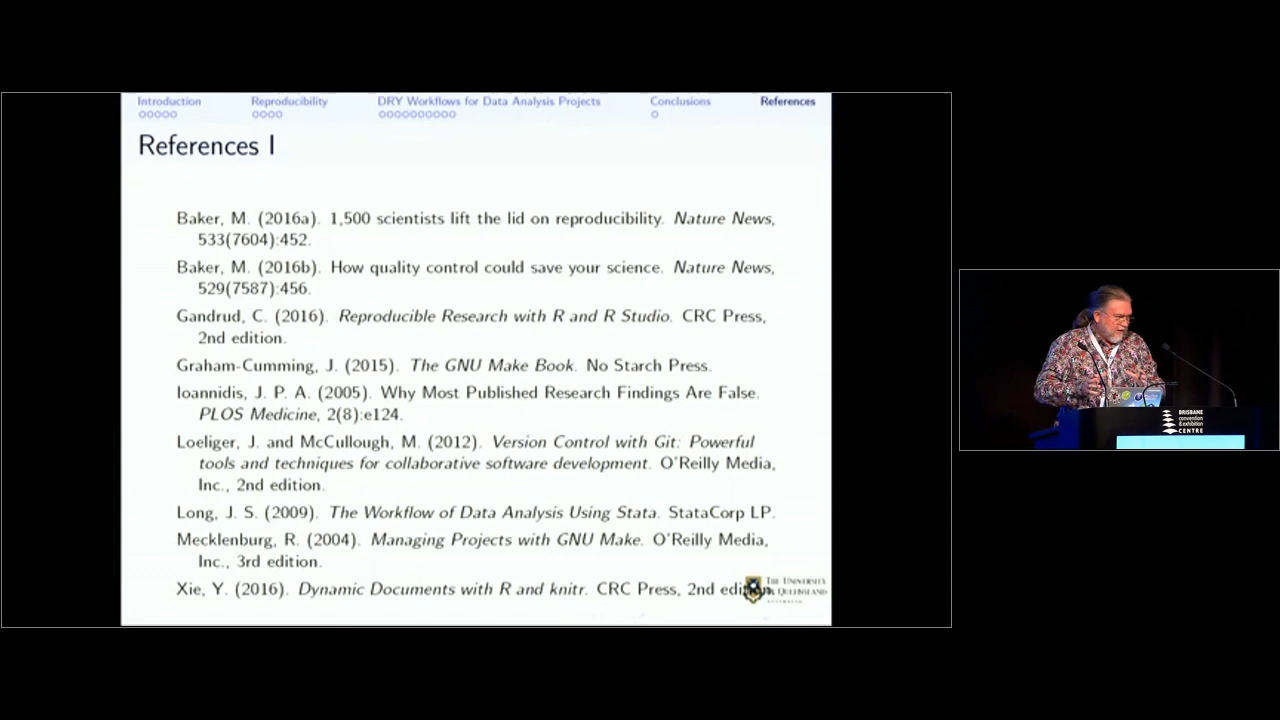 Introduction Reproducibility DRY Workflows for Data Analysis Projects Conclusions References
References I
Baker, M. (2016a). 1,500 scientists lift the lid on reproducibility. Nature News,
533(7604):452.
Baker, M. (2016b). How quality control could save your science. Nature News,
529(7587):456.
Gandrud, C. (2016). Reproducible Research with R and R Studio. CRC Press,
2nd edition.
Graham-Cumming, J. (2015). The GNU Make Book. No Starch Press.
Ioannidis, J. P. A. (2005). Why Most Published Research Findings Are False.
PLOS Medicine, 2(8):e124.
Loeliger, J. and McCullough, M. (2012). Version Control with Git: Powerful
tools and techniques for collaborative software development. O'Reilly Media,
Inc., 2nd edition.
Long, J. S. (2009). The Workflow of Data Analysis Using Stata. StataCorp LP.
Mecklenburg, R. (2004). Managing Projects with GNU Make. O'Reilly Media,
Inc., 3rd edition.
Xie, Y. (2016). Dynamic Documents with R and knitr. CRC Press, 2nd
THE UNIVERSITY
QUEENSLAND
AUSTRALIA
BRISBANE
convention
& exhibition
CENTRE